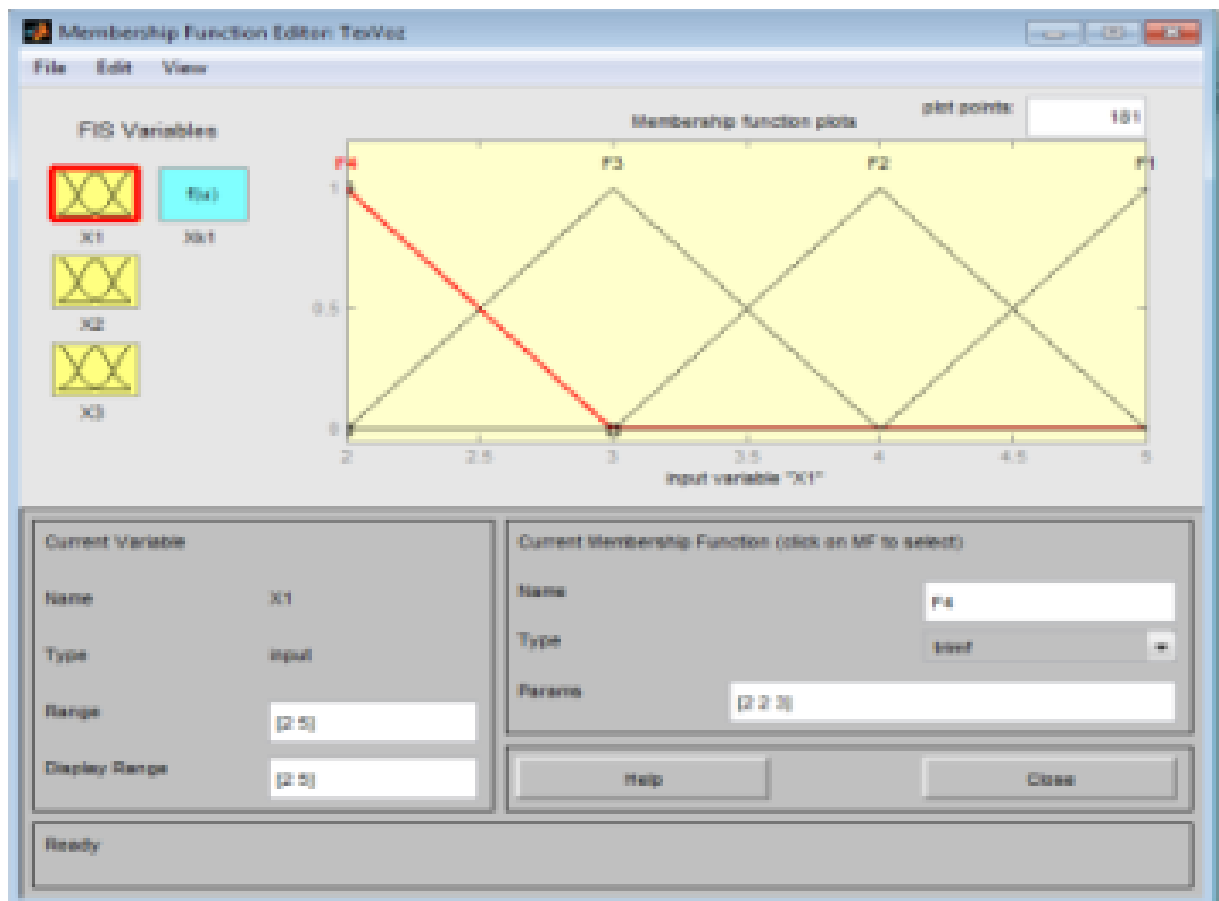 Membership Function Editor: TexVoz
File Edit View
FIS Variables
Membership function plots
plot points:
181
X1
f(u)
Xk1
X2
X3
F4 F3 F2 F1
1
0.5
0
2 2.5 3 3.5 4 4.5 5
input variable "X1"
Current Variable
Name X1
Type input
Range [2 5]
Display Range [2 5]
Current Membership Function (click on MF to select)
Name F4
Type trimf
Params [2 2 3]
Help Close
Ready